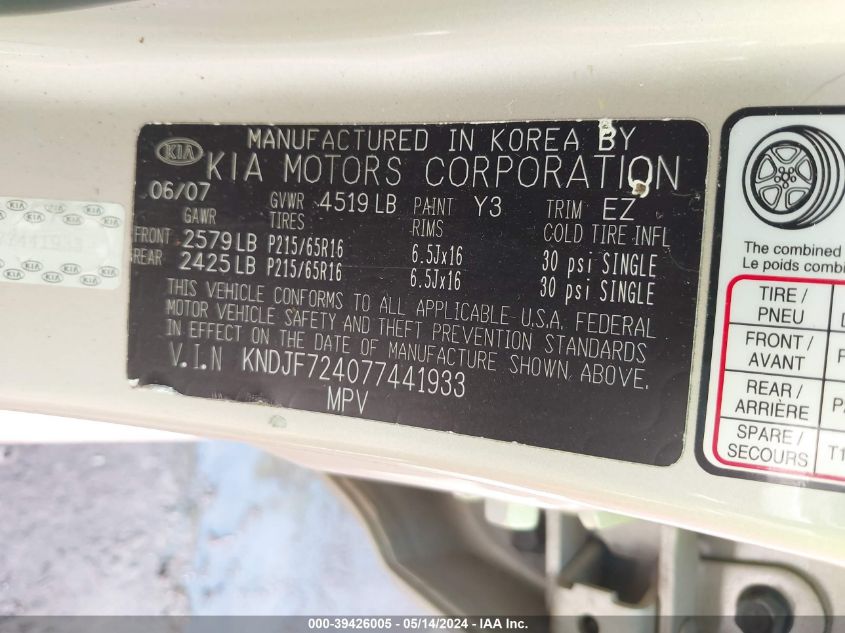 MANUFACTURED IN KOREA BY
KIA KIA MOTORS CORPORATION
06/07 GVWR 4519 LB PAINT Y3 TRIM EZ
GAWR TIRES RIMS COLD TIRE INFL
FRONT 2579 LB P215/65R16 6.5Jx16 30 psi SINGLE
REAR 2425 LB P215/65R16 6.5Jx16 30 psi SINGLE
THIS VEHICLE CONFORMS TO ALL APPLICABLE U.S.A. FEDERAL
MOTOR VEHICLE SAFETY AND THEFT PREVENTION STANDARDS
IN EFFECT ON THE DATE OF MANUFACTURE SHOWN ABOVE.
V.I.N KNDJF724077441933
MPV
The combined
Le poids combi
TIRE /
PNEU
FRONT /
AVANT
REAR /
ARRIÈRE
SPARE /
SECOURS T1
000-39426005 / 05/14/2024 / IAA, Inc.